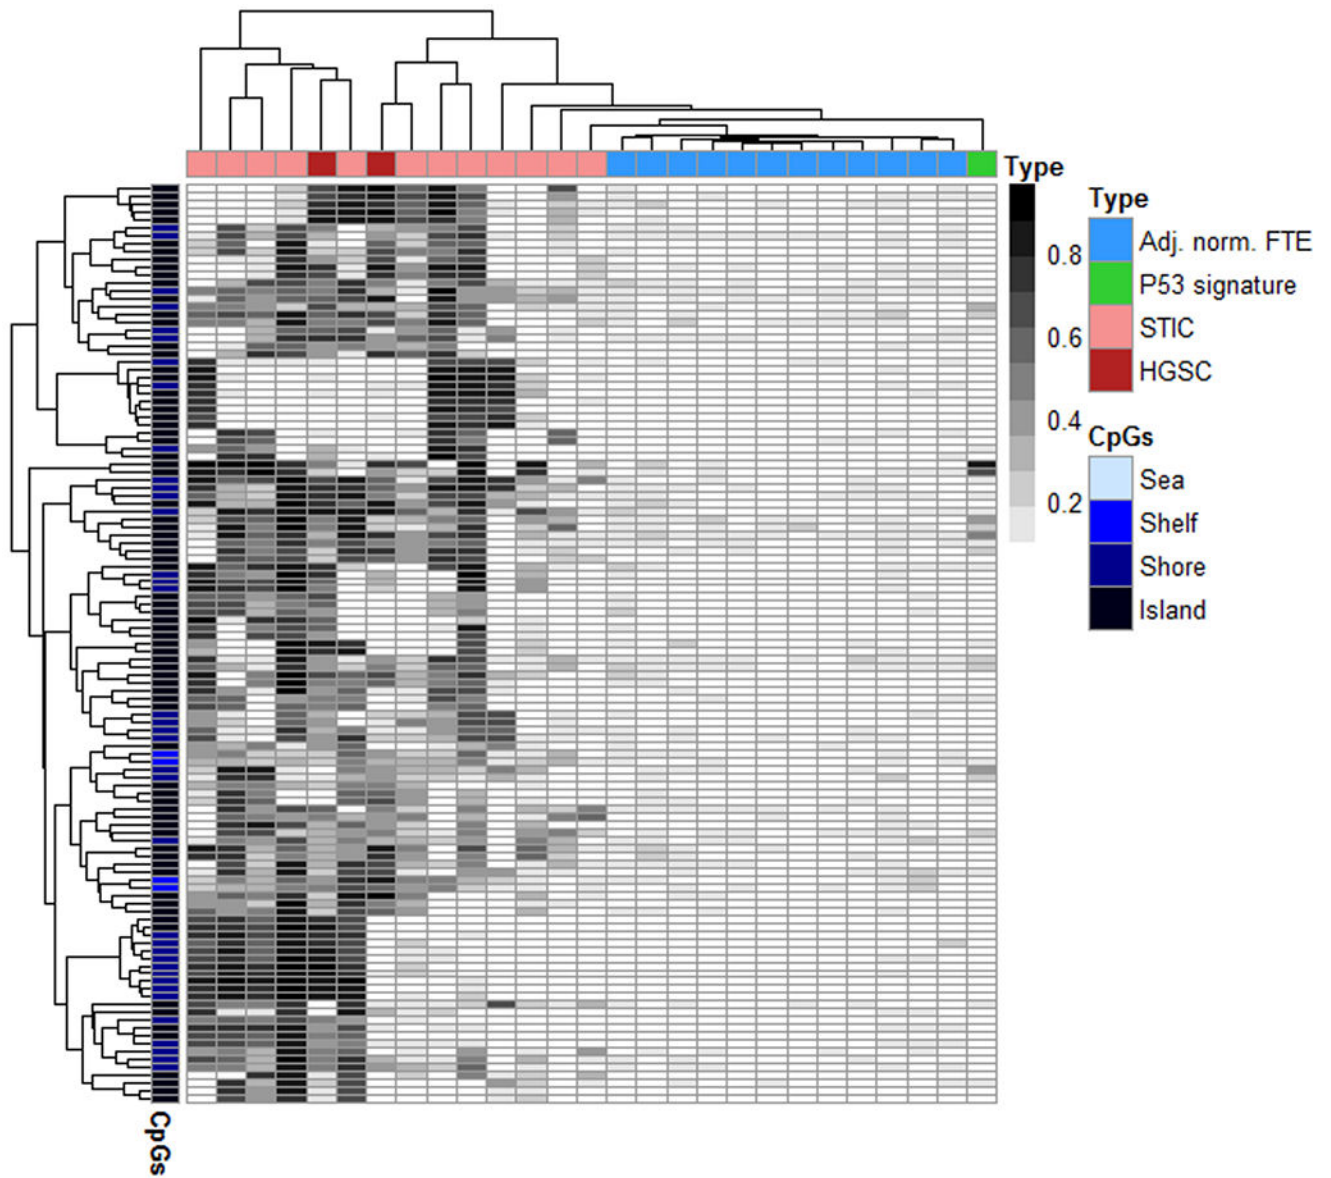 Type
0.8
0.6
0.4
0.2
Type
Adj. norm. FTE
P53 signature
STIC
HGSC
CpGs
Sea
Shelf
Shore
Island
CpGs